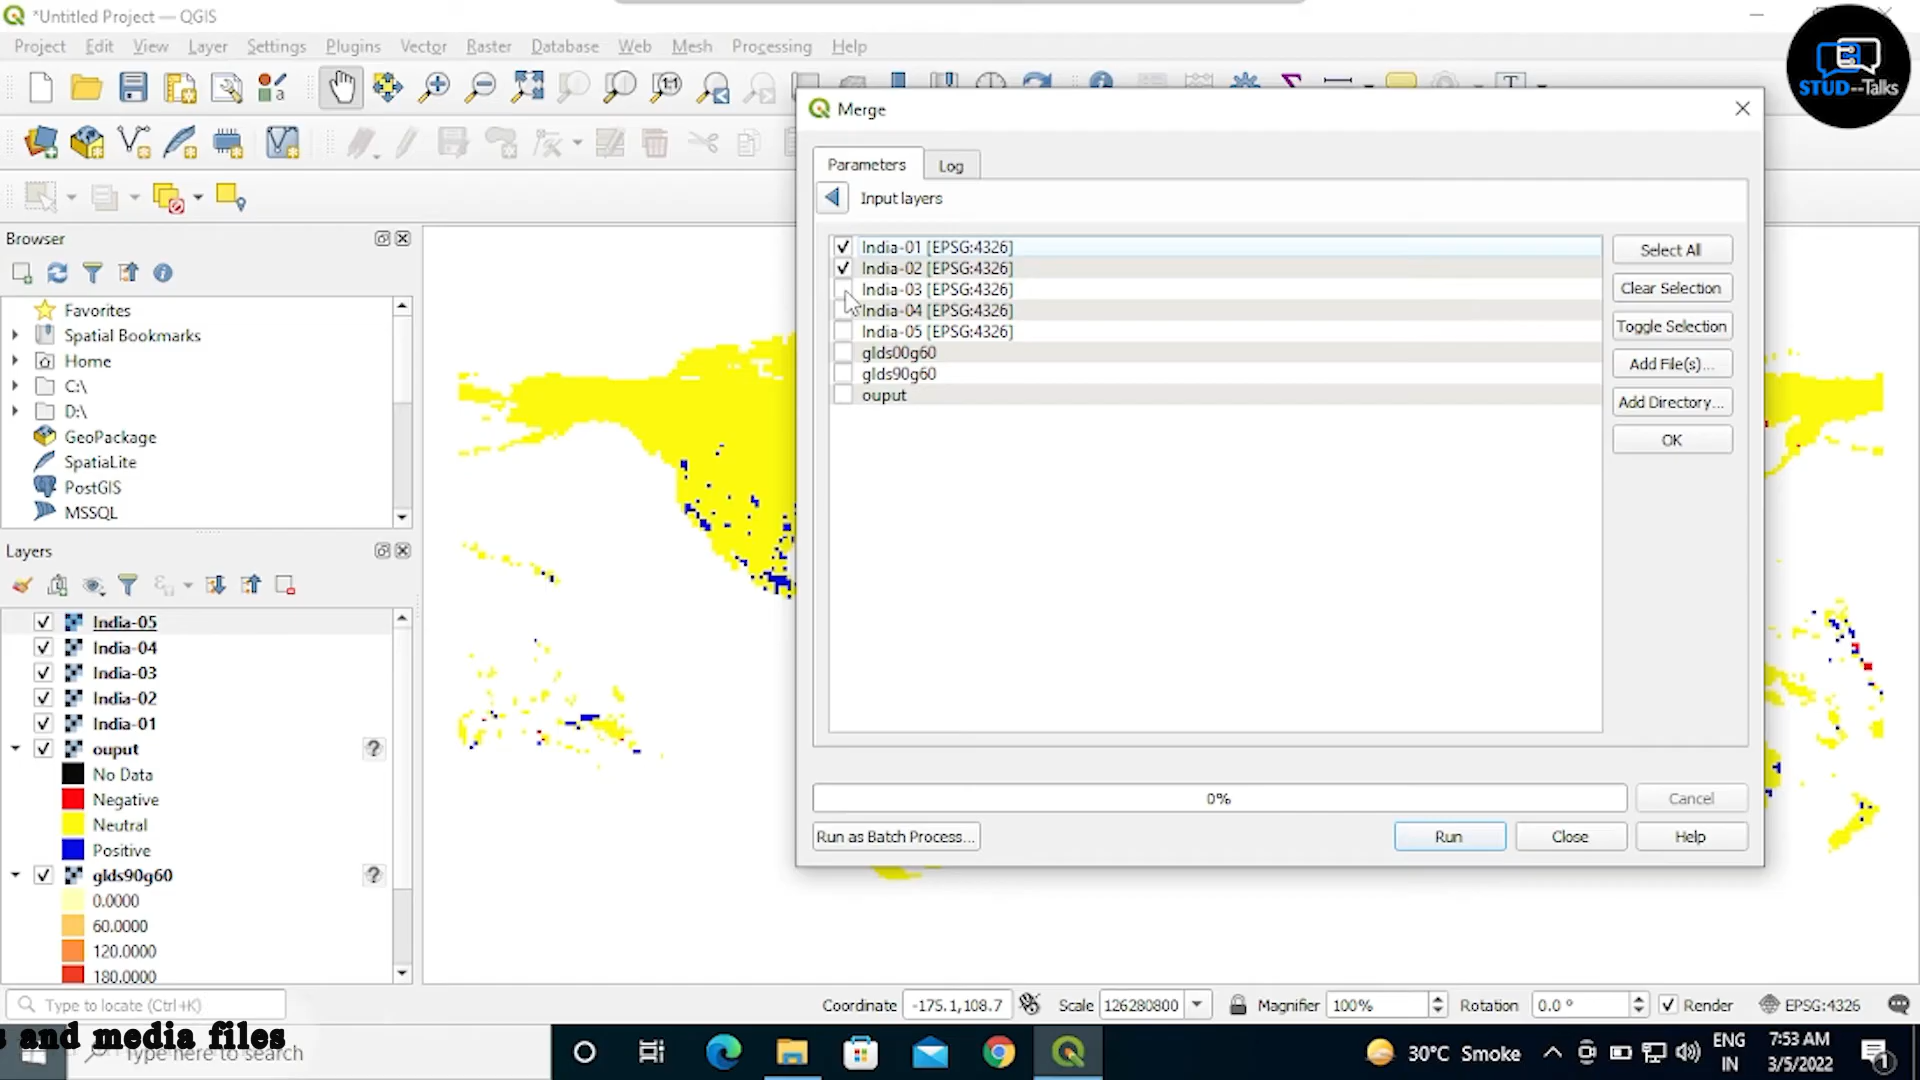 *Untitled Project — QGIS
Project Edit View Layer Settings Plugins Vector Raster Database Web Mesh Processing Help
STUD--Talks
Merge
Parameters Log
Input layers
India-01 [EPSG:4326]
India-02 [EPSG:4326]
India-03 [EPSG:4326]
India-04 [EPSG:4326]
India-05 [EPSG:4326]
glds00g60
glds90g60
ouput
Select All
Clear Selection
Toggle Selection
Add File(s)...
Add Directory...
OK
0%
Cancel
Run as Batch Process...
Run
Close
Help
Browser
Favorites
Spatial Bookmarks
Home
C:\
D:\
GeoPackage
SpatiaLite
PostGIS
MSSQL
Layers
India-05
India-04
India-03
India-02
India-01
ouput
No Data
Negative
Neutral
Positive
glds90g60
0.0000
60.0000
120.0000
180.0000
Type to locate (Ctrl+K)
Coordinate -175.1,108.7 Scale 126280800 Magnifier 100% Rotation 0.0 ° Render EPSG:4326
s and media files
Type here to search
30°C Smoke
ENG
IN
7:53 AM
3/5/2022
1